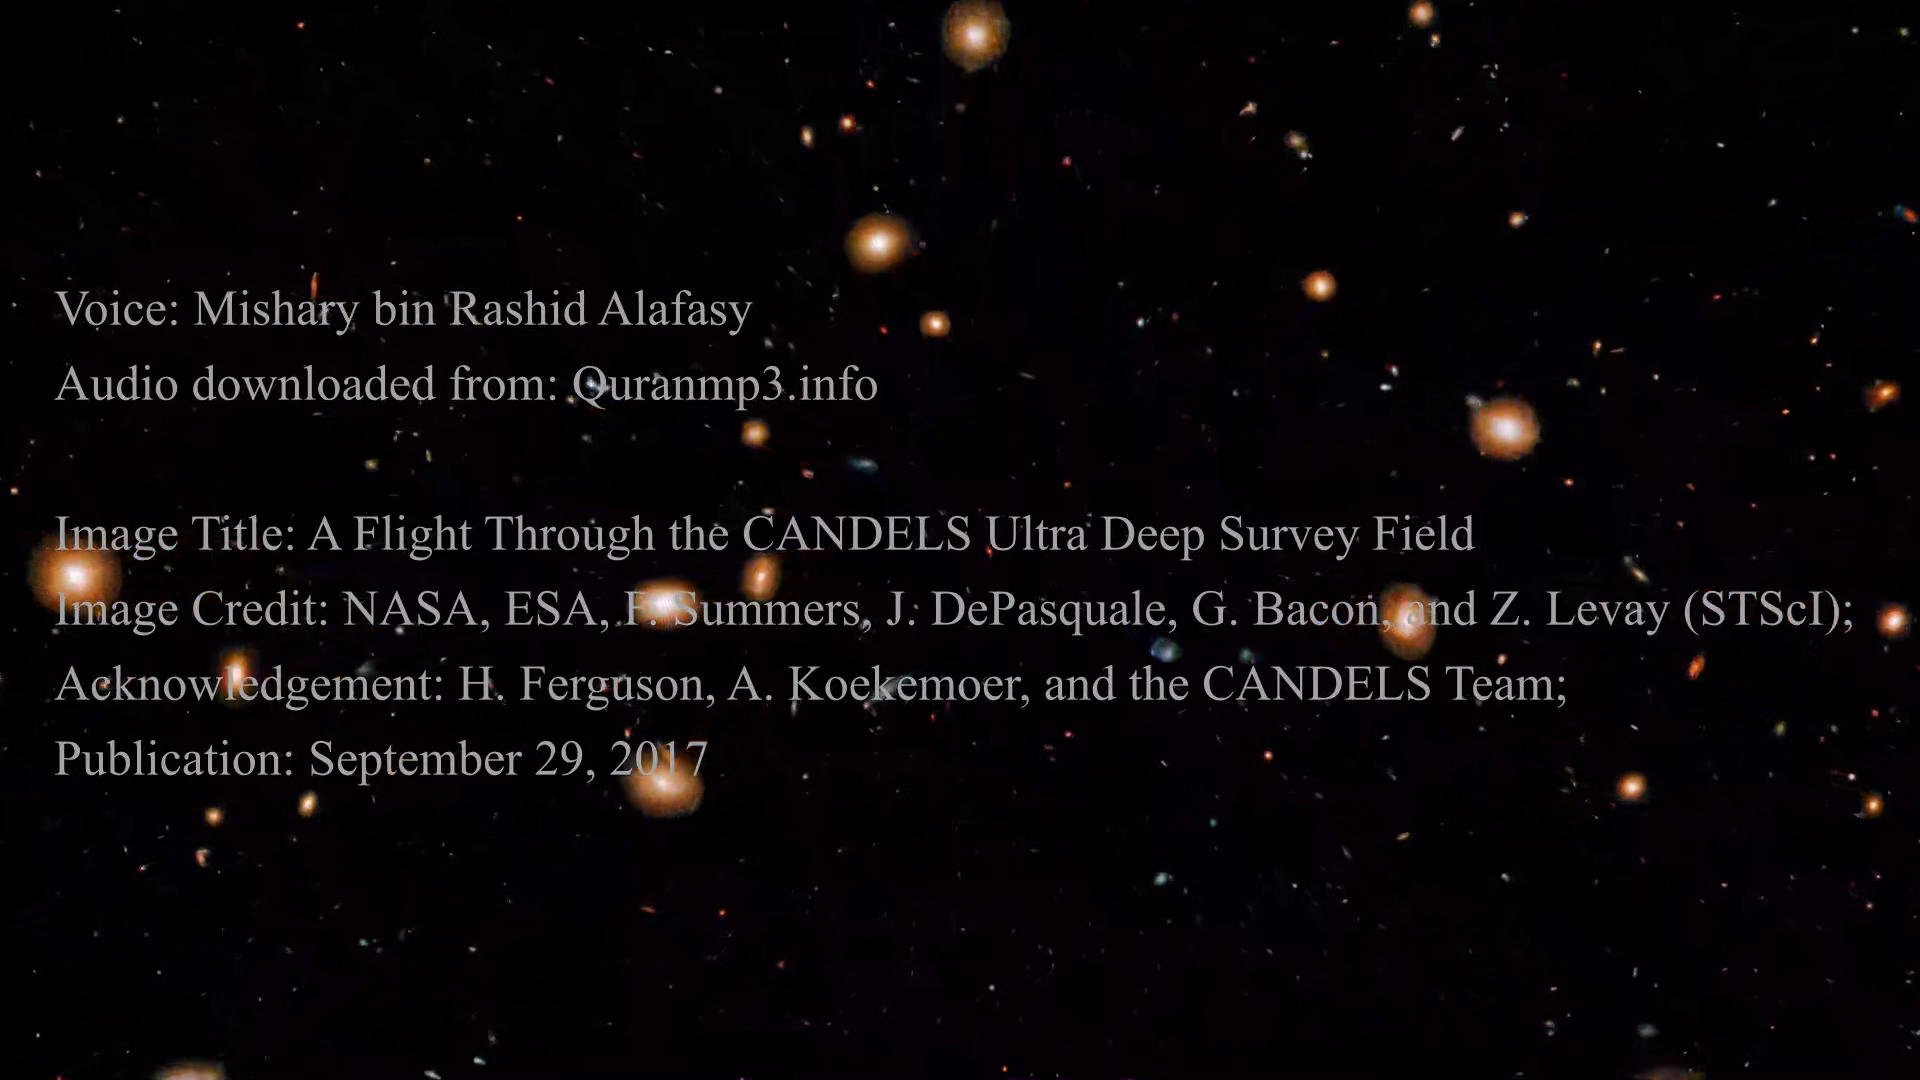 Voice: Mishary bin Rashid Alafasy
Audio downloaded from: Quranmp3.info
Image Title: A Flight Through the CANDELS Ultra Deep Survey Field
Image Credit: NASA, ESA, F. Summers, J. DePasquale, G. Bacon, and Z. Levay (STScI);
Acknowledgement: H. Ferguson, A. Koekemoer, and the CANDELS Team;
Publication: September 29, 2017